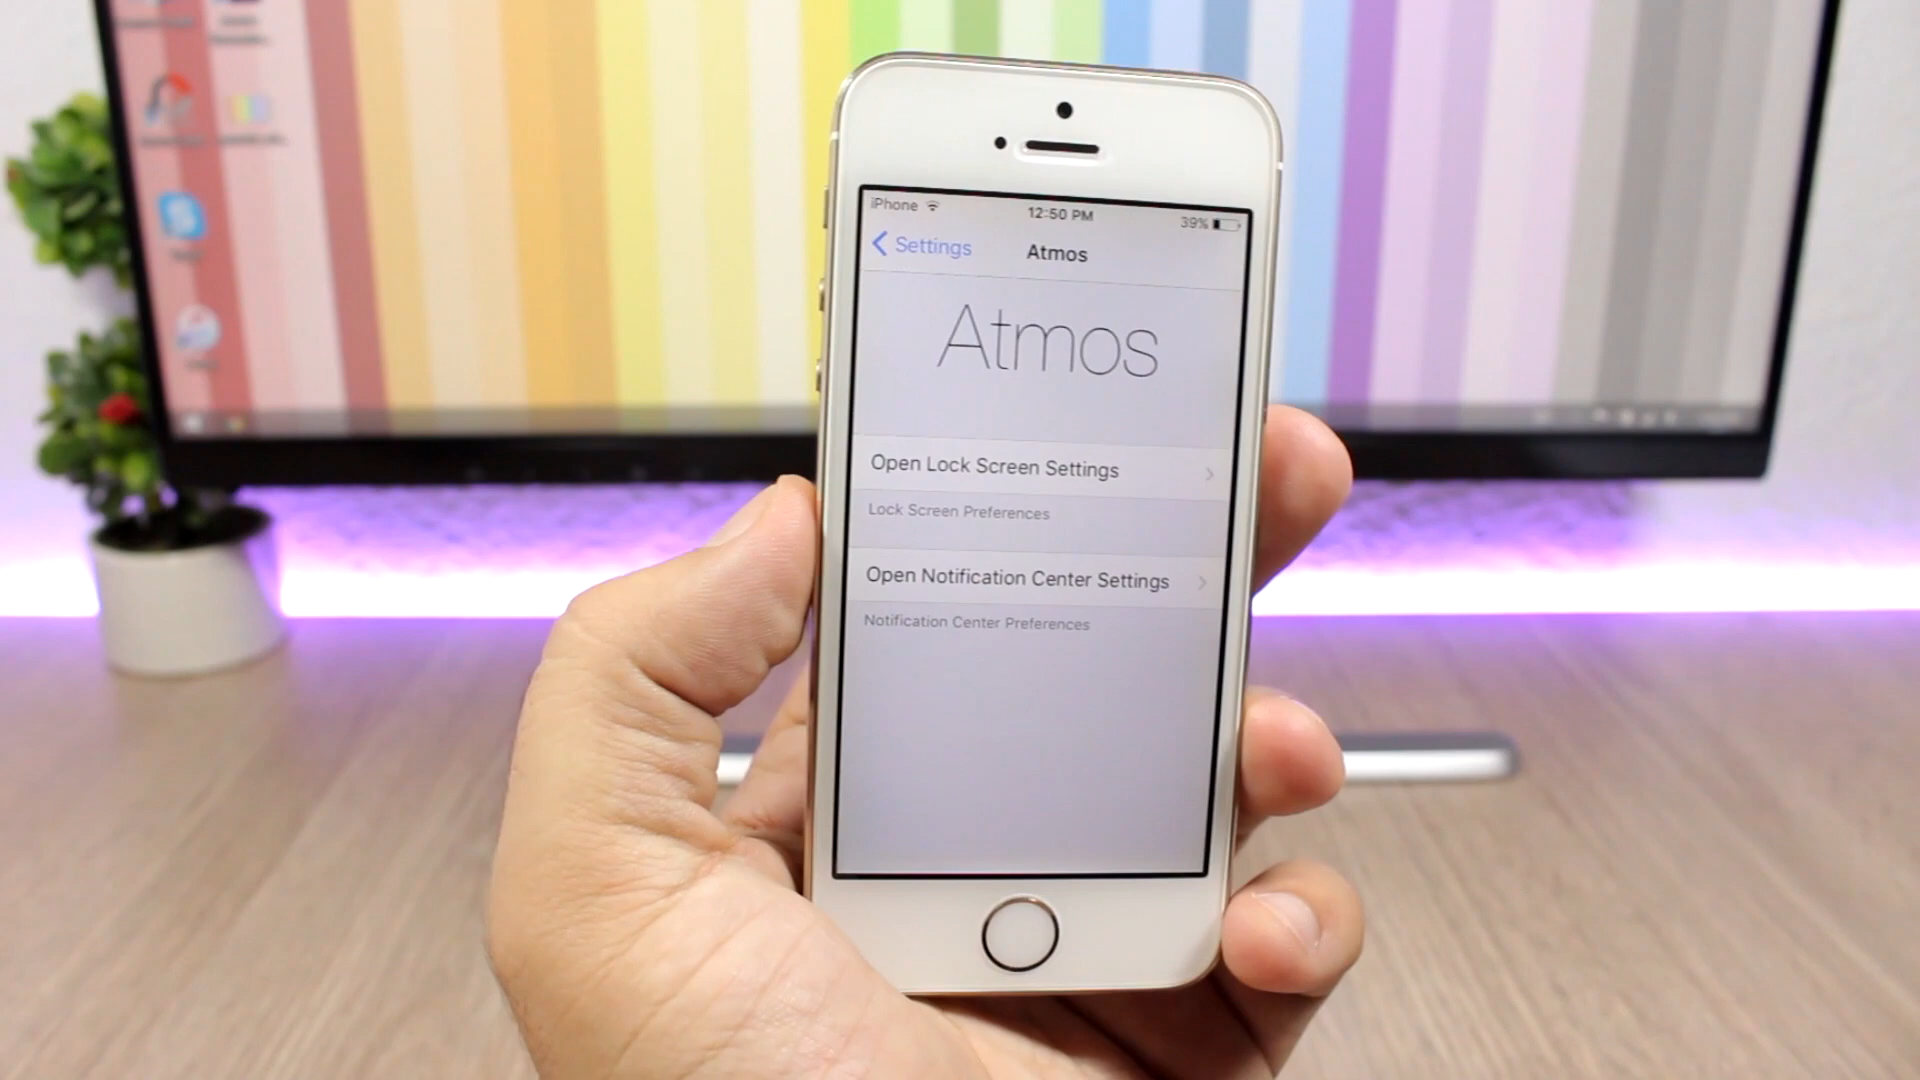 iPhone
12:50 PM
39%
Settings
Atmos
Atmos
Open Lock Screen Settings
Lock Screen Preferences
Open Notification Center Settings
Notification Center Preferences